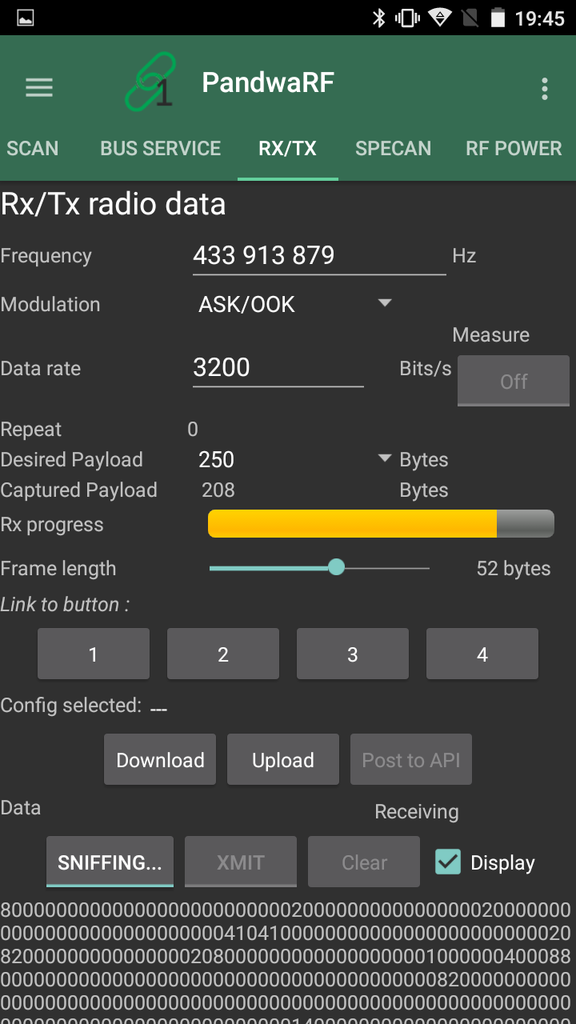 19:45
1 PandwaRF
SCAN BUS SERVICE RX/TX SPECAN RF POWER
Rx/Tx radio data
Frequency 433 913 879 Hz
Modulation ASK/OOK
Measure
Data rate 3200 Bits/s Off
Repeat 0
Desired Payload 250 Bytes
Captured Payload 208 Bytes
Rx progress
Frame length 52 bytes
Link to button :
1 2 3 4
Config selected: ---
Download Upload Post to API
Data Receiving
SNIFFING... XMIT Clear Display